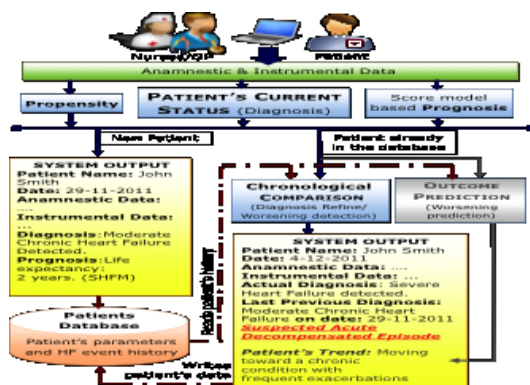 Nurse/GP
Patient
Anamnestic & Instrumental Data
Propensity
PATIENT'S CURRENT
STATUS (Diagnosis)
Score model
based Prognosis
New Patient
Patient already
in the database
SYSTEM OUTPUT
Patient Name: John
Smith
Date: 29-11-2011
Anamnestic Data:
....
Instrumental Data:
...
Diagnosis: Moderate
Chronic Heart Failure
Detected.
Prognosis: Life
expectancy:
2 years. (SHFM)
CHRONOLOGICAL
COMPARISON
(Diagnosis Refine/
Worsening detection)
OUTCOME
PREDICTION
(Worsening
prediction)
SYSTEM OUTPUT
Patient Name: John Smith
Date: 4-12-2011
Anamnestic Data: ....
Instrumental Data: ...
Actual Diagnosis: Severe
Heart Failure detected.
Last Previous Diagnosis:
Moderate Chronic Heart
Failure on date: 29-11-2011
Suspected Acute
Decompensated Episode
Patient's Trend: Moving
toward a chronic
condition with
frequent exacerbations
Patients
Database
Patient's parameters
and HF event history
Reads patient's history
Writes
patient's data